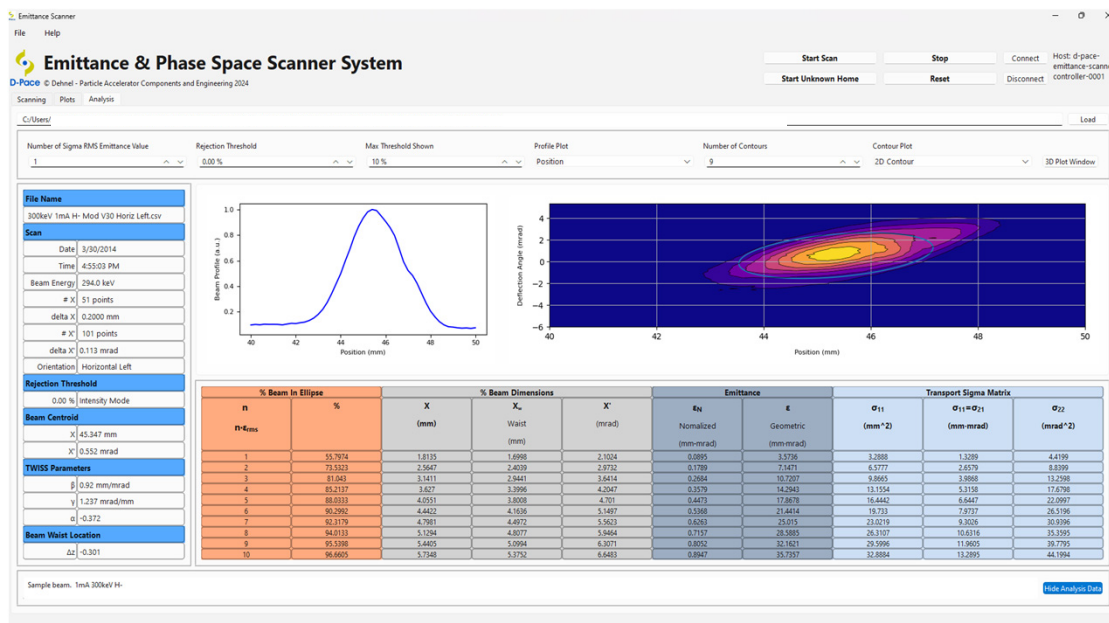 Emittance Scanner
File Help
Emittance & Phase Space Scanner System
D-Pace © Dehnel - Particle Accelerator Components and Engineering 2024
Start Scan Stop Connect Host: d-pace-
emittance-scanne
Start Unknown Home Reset Disconnect controller-0001
Scanning Plots Analysis
C:/Users/ Load
Number of Sigma RMS Emittance Value Rejection Threshold Max Threshold Shown Profile Plot Number of Contours Contour Plot
1 0.00 % 10 % Position 9 2D Contour 3D Plot Window
File Name
300keV 1mA H- Mod V30 Horiz Left.csv
Scan
Date 3/30/2014
Time 4:55:03 PM
Beam Energy 294.0 keV
# X 51 points
delta X 0.2000 mm
# X' 101 points
delta X' 0.113 mrad
Orientation Horizontal Left
Rejection Threshold
0.00 % Intensity Mode
Beam Centroid
X 45.347 mm
X' 0.552 mrad
TWISS Parameters
β 0.92 mm/mrad
γ 1.237 mrad/mm
α -0.372
Beam Waist Location
Δz -0.301
Beam Profile (a.u.)
1.0
0.8
0.6
0.4
0.2
40 42 44 46 48 50
Position (mm)
Deflection Angle (mrad)
4
2
0
−2
−4
−6
40 42 44 46 48 50
Position (mm)
% Beam In Ellipse % Beam Dimensions Emittance Transport Sigma Matrix
n % X Xw X' εN ε σ11 σ11=σ21 σ22
n·εrms (mm) Waist (mrad) Nomalized Geometric (mm^2) (mm·mrad) (mrad^2)
(mm) (mm·mrad) (mm·mrad)
1 55.7974 1.8135 1.6998 2.1024 0.0895 3.5736 3.2888 1.3289 4.4199
2 73.5323 2.5647 2.4039 2.9732 0.1789 7.1471 6.5777 2.6579 8.8399
3 81.043 3.1411 2.9441 3.6414 0.2684 10.7207 9.8665 3.9868 13.2598
4 85.2137 3.627 3.3996 4.2047 0.3579 14.2943 13.1554 5.3158 17.6798
5 88.0333 4.0551 3.8008 4.701 0.4473 17.8678 16.4442 6.6447 22.0997
6 90.2992 4.4422 4.1636 5.1497 0.5368 21.4414 19.733 7.9737 26.5196
7 92.3179 4.7981 4.4972 5.5623 0.6263 25.015 23.0219 9.3026 30.9396
8 94.0133 5.1294 4.8077 5.9464 0.7157 28.5885 26.3107 10.6316 35.3595
9 95.5398 5.4405 5.0994 6.3071 0.8052 32.1621 29.5996 11.9605 39.7795
10 96.6605 5.7348 5.3752 6.6483 0.8947 35.7357 32.8884 13.2895 44.1994
Sample beam. 1mA 300keV H- Hide Analysis Data